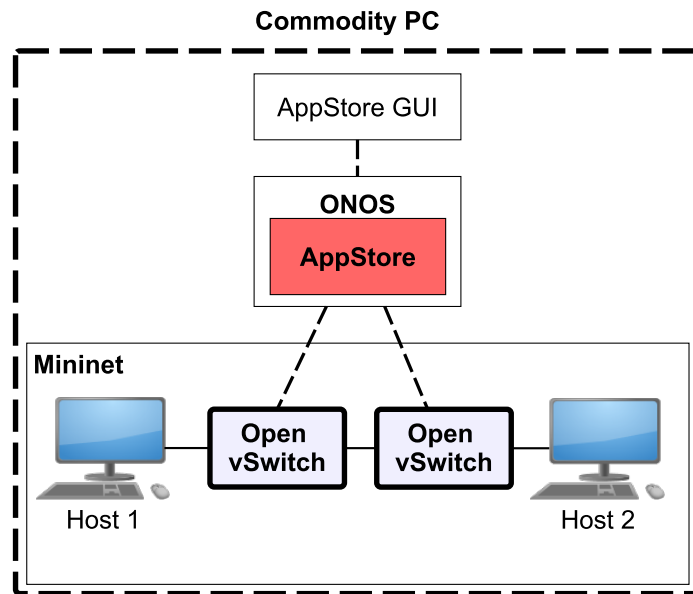 Commodity PC
AppStore GUI
ONOS
AppStore
Mininet
Open
vSwitch
Open
vSwitch
Host 1
Host 2